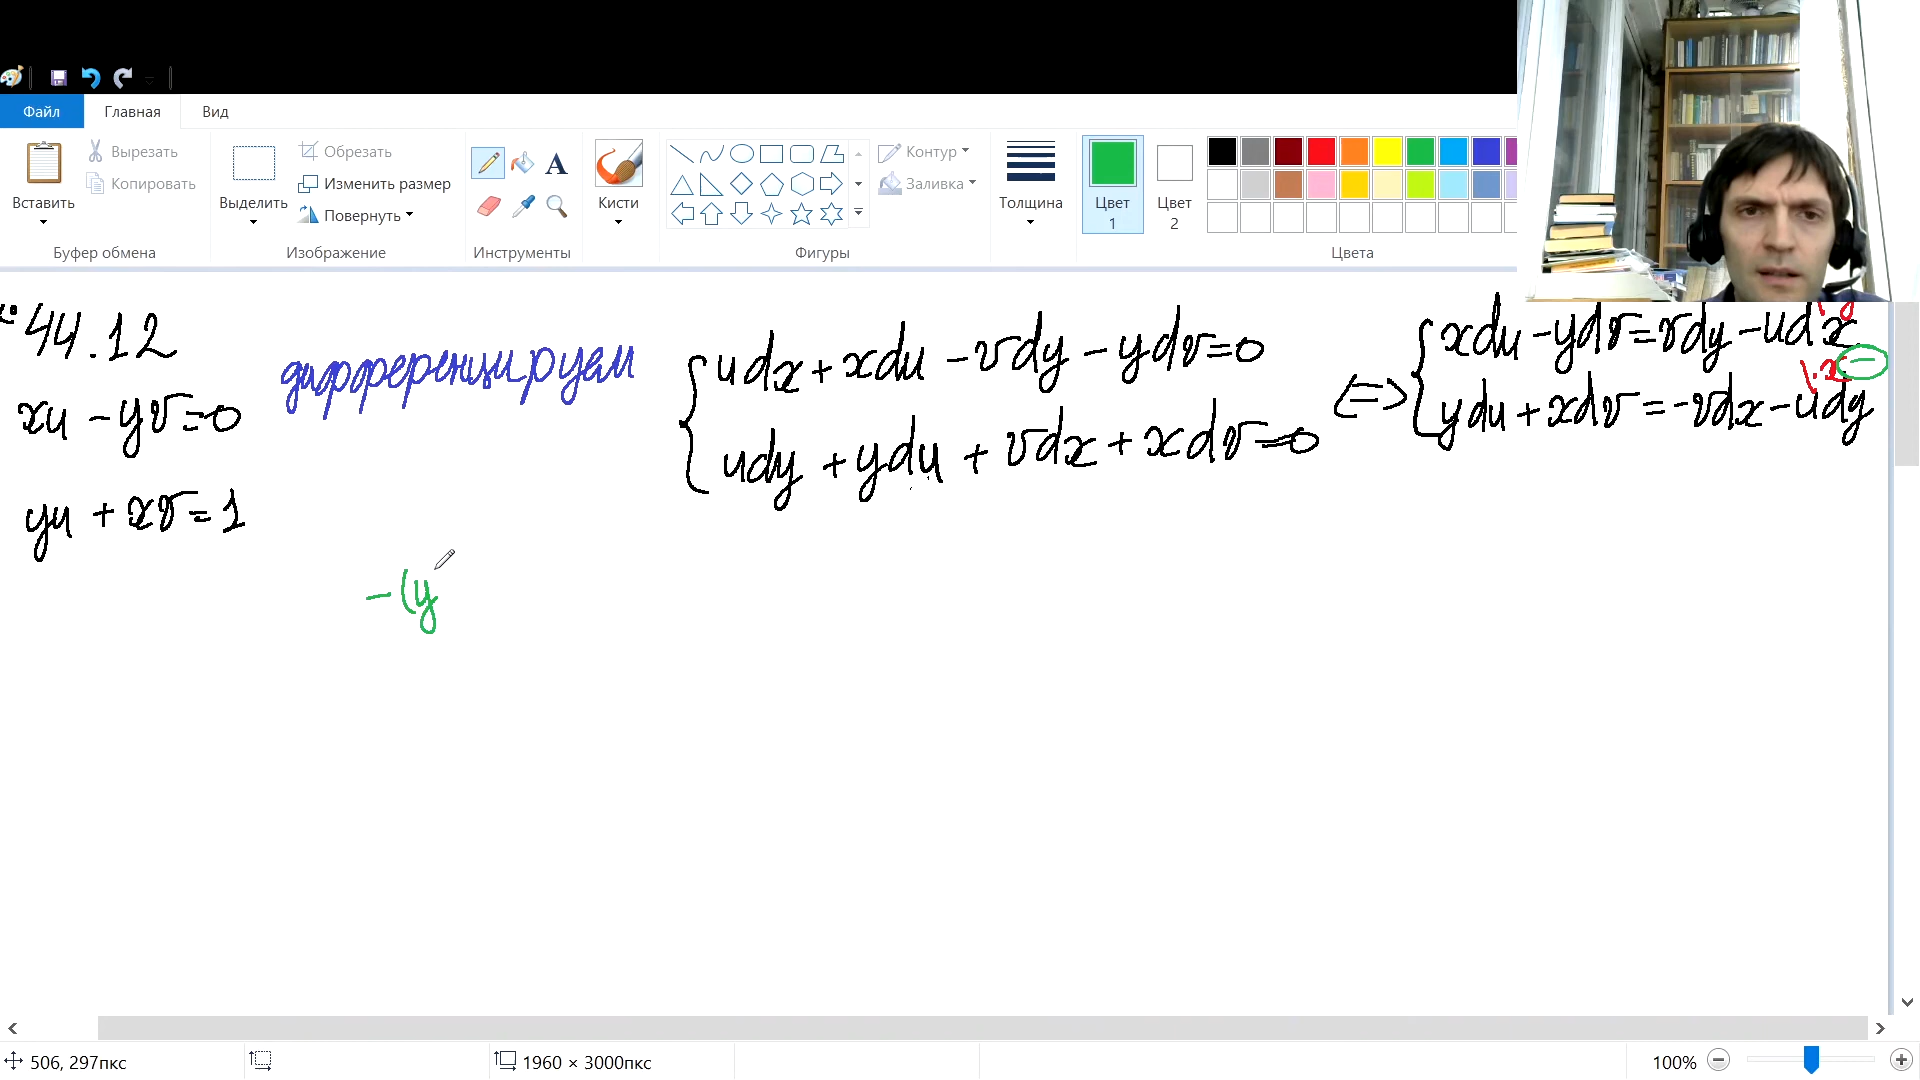 Файл Главная Вид
Вставить
Вырезать
Копировать
Буфер обмена
Выделить
Обрезать
Изменить размер
Повернуть
Изображение
A
Инструменты
Кисти
Фигуры
Контур
Заливка
Толщина
Цвет 1
Цвет 2
Цвета
44.12
xu - yv = 0
yu + xv = 1
дифференцируем
udx + xdu - vdy - ydv = 0
udy + ydu + vdx + xdv = 0
<=>
xdu - ydv = vdy - udx
ydu + xdv = -vdx - udy
|·x
-
-(y
506, 297пкс
1960 × 3000пкс
100%